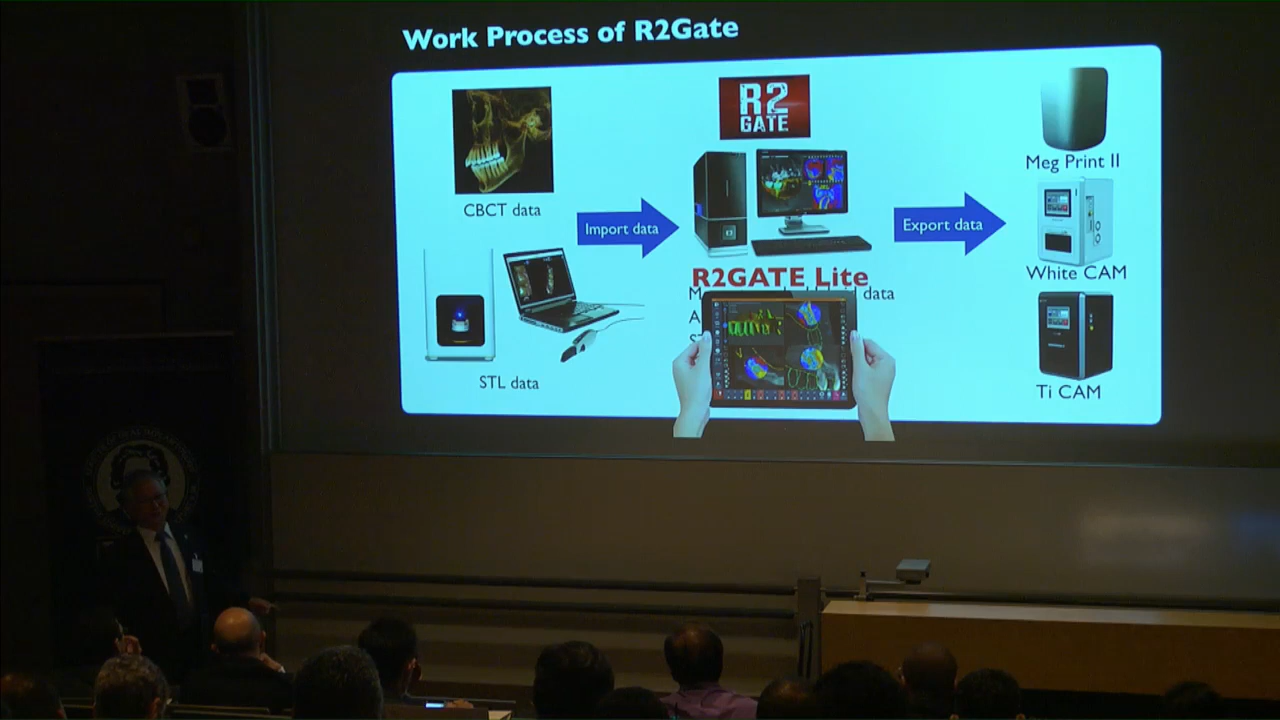 Work Process of R2Gate
R2
GATE
CBCT data
Import data
Export data
Meg Print II
White CAM
R2GATE Lite
data
STL data
Ti CAM